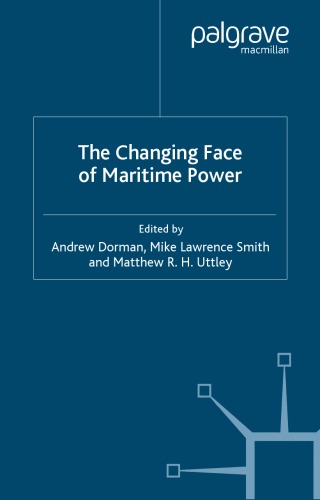 palgrave
macmillan
The Changing Face
of Maritime Power
Edited by
Andrew Dorman, Mike Lawrence Smith
and Matthew R. H. Uttley